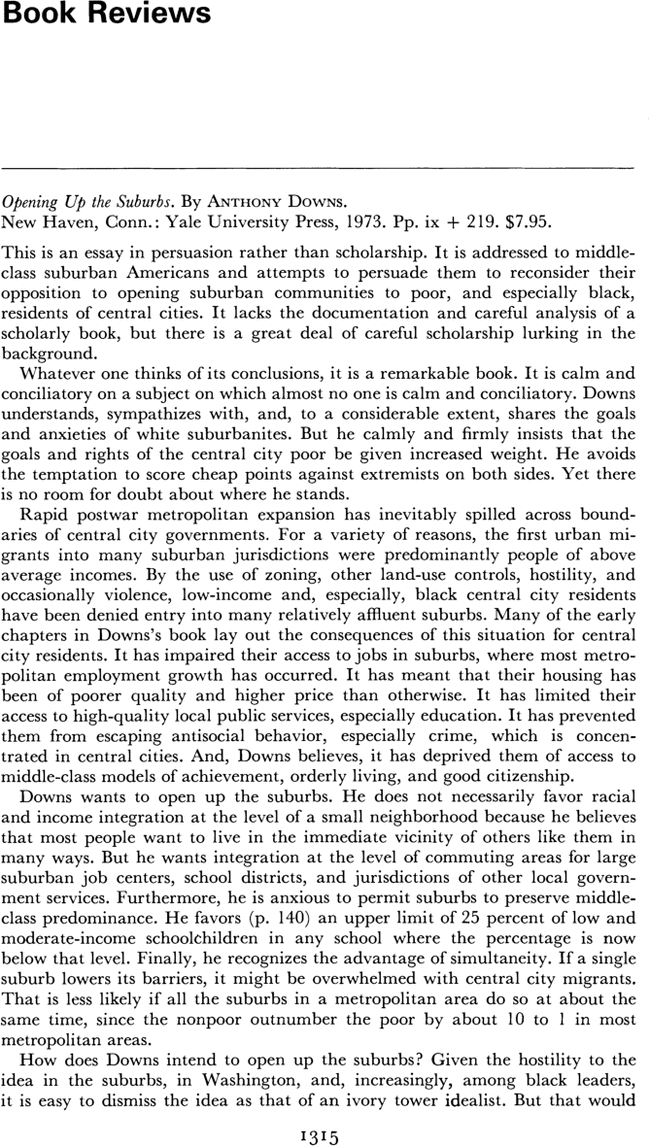 Book Reviews
Opening Up the Suburbs. By ANTHONY DOWNS.
New Haven, Conn.: Yale University Press, 1973. Pp. ix + 219. $7.95.
This is an essay in persuasion rather than scholarship. It is addressed to middle-
class suburban Americans and attempts to persuade them to reconsider their
opposition to opening suburban communities to poor, and especially black,
residents of central cities. It lacks the documentation and careful analysis of a
scholarly book, but there is a great deal of careful scholarship lurking in the
background.
Whatever one thinks of its conclusions, it is a remarkable book. It is calm and
conciliatory on a subject on which almost no one is calm and conciliatory. Downs
understands, sympathizes with, and, to a considerable extent, shares the goals
and anxieties of white suburbanites. But he calmly and firmly insists that the
goals and rights of the central city poor be given increased weight. He avoids
the temptation to score cheap points against extremists on both sides. Yet there
is no room for doubt about where he stands.
Rapid postwar metropolitan expansion has inevitably spilled across bound-
aries of central city governments. For a variety of reasons, the first urban mi-
grants into many suburban jurisdictions were predominantly people of above
average incomes. By the use of zoning, other land-use controls, hostility, and
occasionally violence, low-income and, especially, black central city residents
have been denied entry into many relatively affluent suburbs. Many of the early
chapters in Downs's book lay out the consequences of this situation for central
city residents. It has impaired their access to jobs in suburbs, where most metro-
politan employment growth has occurred. It has meant that their housing has
been of poorer quality and higher price than otherwise. It has limited their
access to high-quality local public services, especially education. It has prevented
them from escaping antisocial behavior, especially crime, which is concen-
trated in central cities. And, Downs believes, it has deprived them of access to
middle-class models of achievement, orderly living, and good citizenship.
Downs wants to open up the suburbs. He does not necessarily favor racial
and income integration at the level of a small neighborhood because he believes
that most people want to live in the immediate vicinity of others like them in
many ways. But he wants integration at the level of commuting areas for large
suburban job centers, school districts, and jurisdictions of other local govern-
ment services. Furthermore, he is anxious to permit suburbs to preserve middle-
class predominance. He favors (p. 140) an upper limit of 25 percent of low and
moderate-income schoolchildren in any school where the percentage is now
below that level. Finally, he recognizes the advantage of simultaneity. If a single
suburb lowers its barriers, it might be overwhelmed with central city migrants.
That is less likely if all the suburbs in a metropolitan area do so at about the
same time, since the nonpoor outnumber the poor by about 10 to 1 in most
metropolitan areas.
How does Downs intend to open up the suburbs? Given the hostility to the
idea in the suburbs, in Washington, and, increasingly, among black leaders,
it is easy to dismiss the idea as that of an ivory tower idealist. But that would
1315